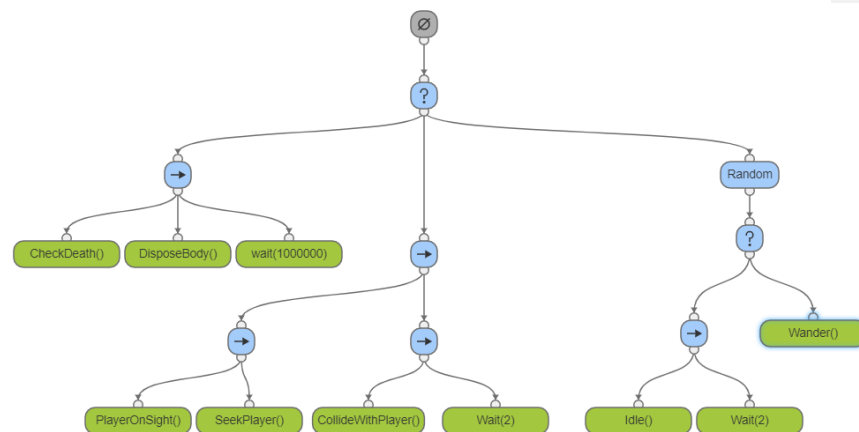 Ø
?
→
Random
CheckDeath()
DisposeBody()
wait(1000000)
→
?
→
→
→
Wander()
PlayerOnSight()
SeekPlayer()
CollideWithPlayer()
Wait(2)
Idle()
Wait(2)